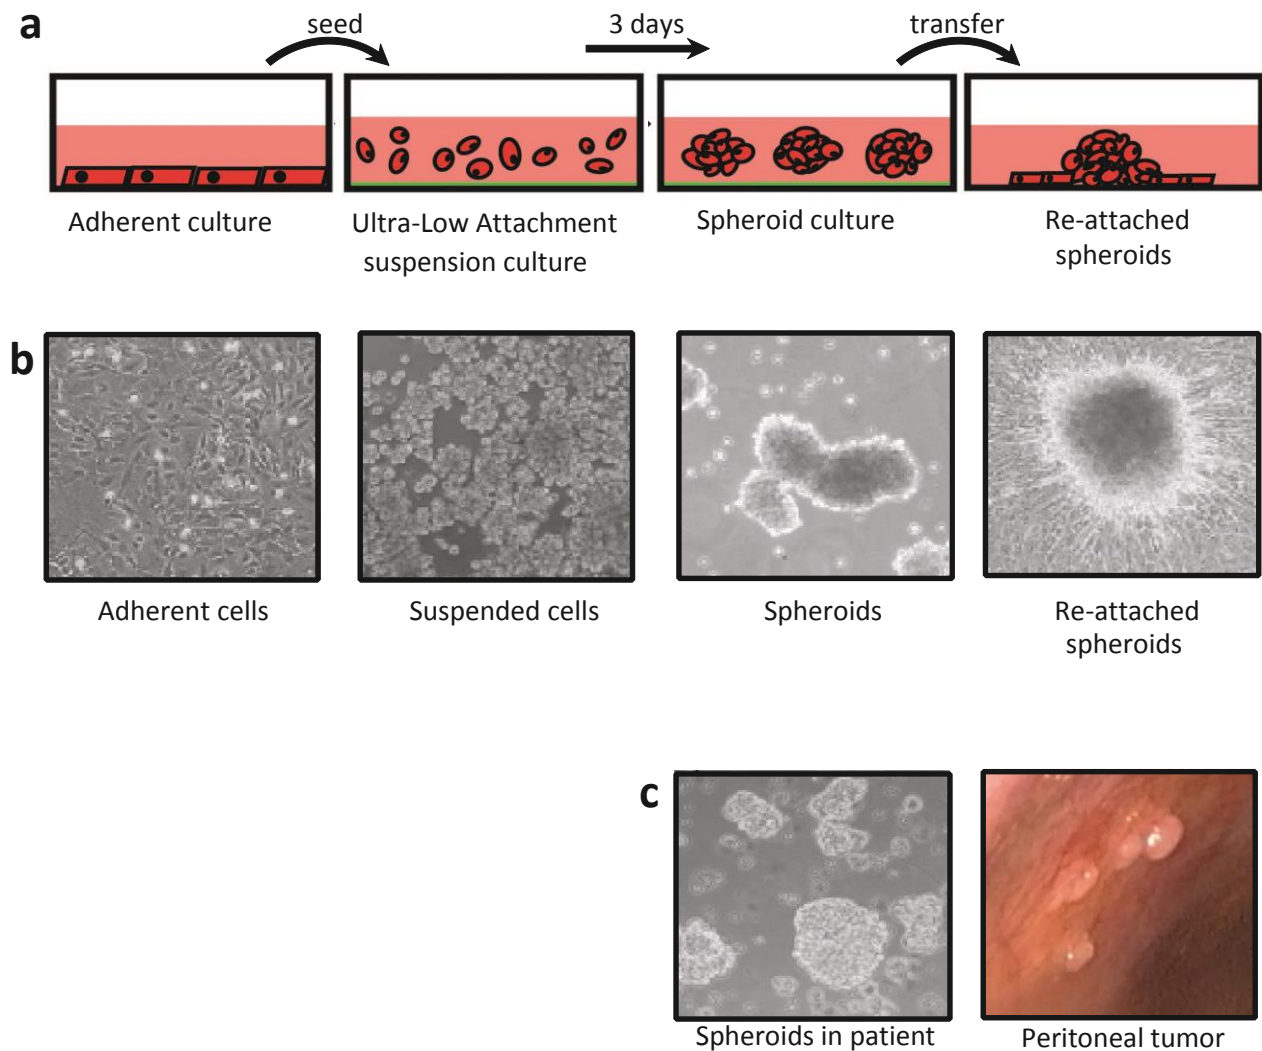 a
seed
3 days
transfer
Adherent culture
Ultra-Low Attachment
suspension culture
Spheroid culture
Re-attached
spheroids
b
Adherent cells
Suspended cells
Spheroids
Re-attached
spheroids
c
Spheroids in patient
Peritoneal tumor